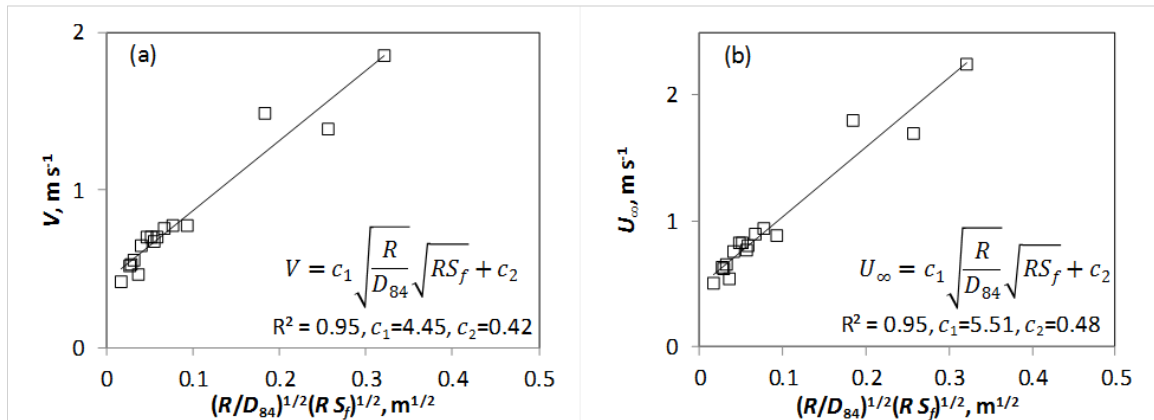 (a)
2
1
0
V, m s⁻¹
V = c₁ √(R/D₈₄) √(RS_f) + c₂
R² = 0.95, c₁=4.45, c₂=0.42
0 0.1 0.2 0.3 0.4 0.5
(R/D₈₄)¹/²(R S_f)¹/², m¹/²
(b)
2
1
0
U∞, m s⁻¹
U∞ = c₁ √(R/D₈₄) √(RS_f) + c₂
R² = 0.95, c₁=5.51, c₂=0.48
0 0.1 0.2 0.3 0.4 0.5
(R/D₈₄)¹/²(R S_f)¹/², m¹/²